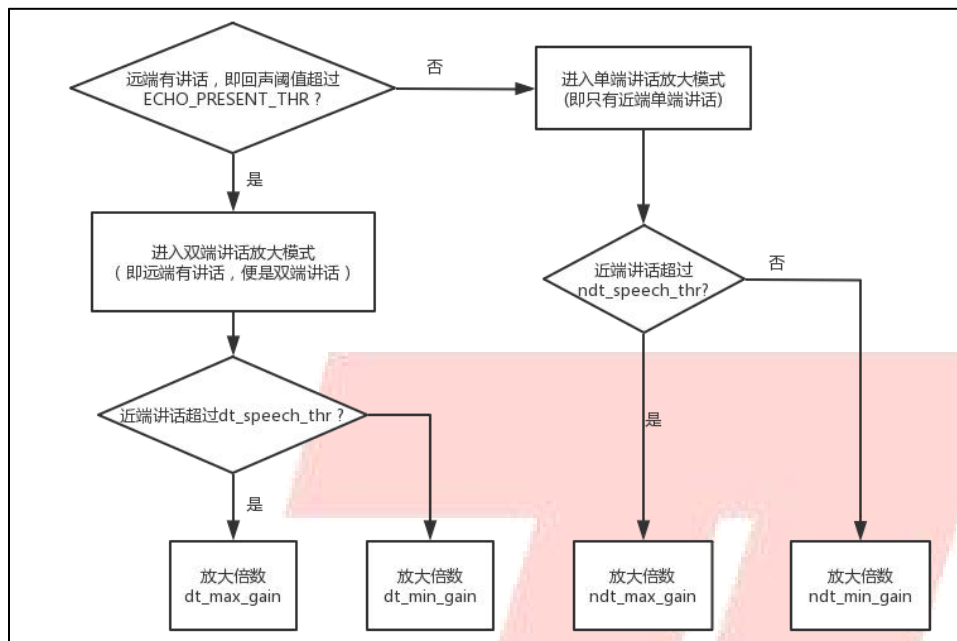 远端有讲话，即回声阈值超过
ECHO_PRESENT_THR？
否
进入单端讲话放大模式
(即只有近端单端讲话)
是
进入双端讲话放大模式
（即远端有讲话，便是双端讲话）
近端讲话超过
ndt_speech_thr?
否
近端讲话超过dt_speech_thr？
是
是
放大倍数
dt_max_gain
放大倍数
dt_min_gain
放大倍数
ndt_max_gain
放大倍数
ndt_min_gain